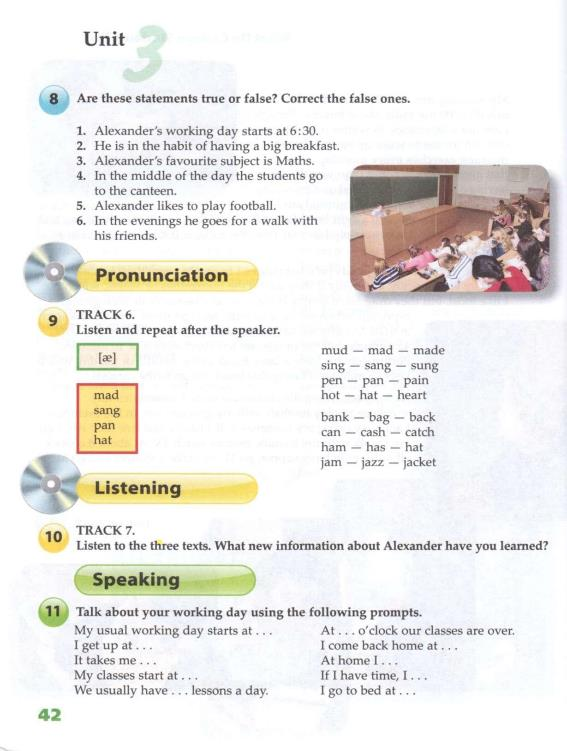 Unit
3
8 Are these statements true or false? Correct the false ones.
1. Alexander's working day starts at 6:30.
2. He is in the habit of having a big breakfast.
3. Alexander's favourite subject is Maths.
4. In the middle of the day the students go
to the canteen.
5. Alexander likes to play football.
6. In the evenings he goes for a walk with
his friends.
Pronunciation
9 TRACK 6.
Listen and repeat after the speaker.
[æ]
mad
sang
pan
hat
mud — mad — made
sing — sang — sung
pen — pan — pain
hot — hat — heart
bank — bag — back
can — cash — catch
ham — has — hat
jam — jazz — jacket
Listening
10 TRACK 7.
Listen to the three texts. What new information about Alexander have you learned?
Speaking
11 Talk about your working day using the following prompts.
My usual working day starts at . . .
I get up at . . .
It takes me . . .
My classes start at . . .
We usually have . . . lessons a day.
At . . . o'clock our classes are over.
I come back home at . . .
At home I . . .
If I have time, I . . .
I go to bed at . . .
42